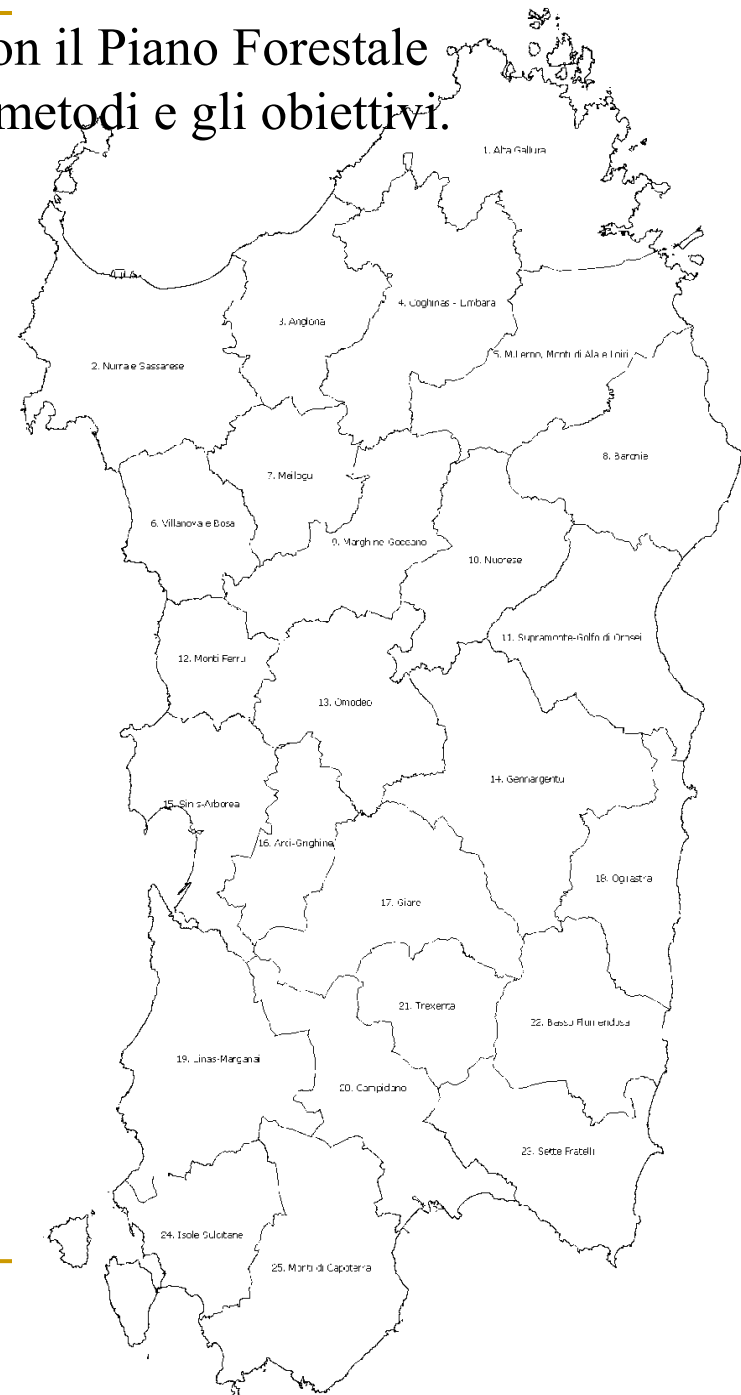 on il Piano Forestale
metodi e gli obiettivi.
1. Alta Gallura
4. Coghinas - Limbara
3. Anglona
5. M.Lerno, Monti di Ala e Loiri
2. Nurra e Sassarese
8. Baronie
7. Meilogu
6. Villanova e Bosa
9. Marghine-Goceano
10. Nuorese
11. Supramonte-Golfo di Orosei
12. Monti Ferru
13. Omodeo
14. Gennargentu
15. Sinis-Arborea
16. Arci-Grighine
18. Ogliastra
17. Giare
21. Trexenta
22. Basso Flumendosa
19. Linas-Marganai
20. Campidano
23. Sette Fratelli
24. Isole Sulcitane
25. Monti di Capoterra